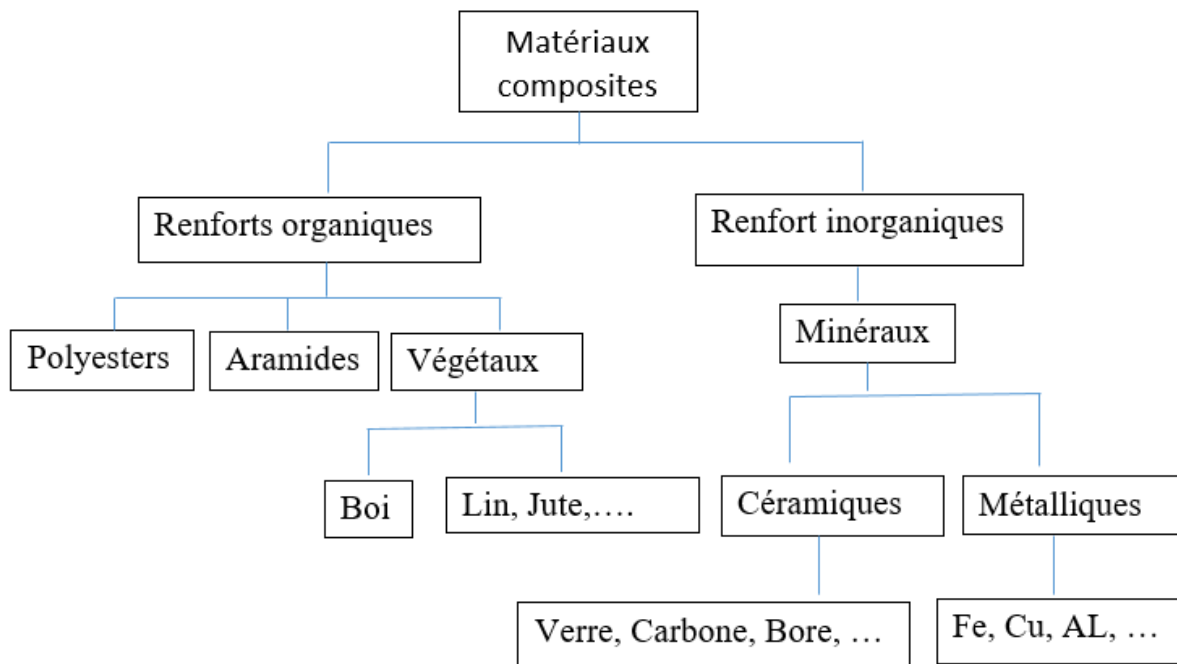 Matériaux
composites
Renforts organiques
Renfort inorganiques
Minéraux
Polyesters
Aramides
Végétaux
Boi
Lin, Jute,....
Céramiques
Métalliques
Verre, Carbone, Bore, ...
Fe, Cu, AL, ...